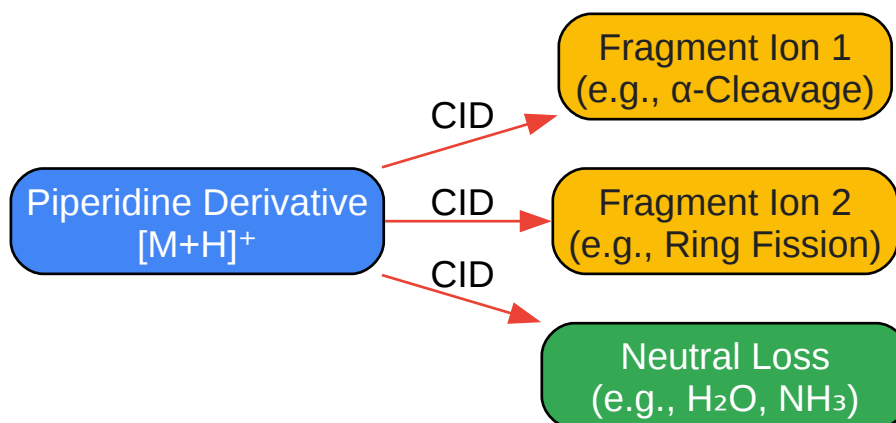 Fragment Ion 1
(e.g., α-Cleavage)
CID
Piperidine Derivative
[M+H]⁺
CID
Fragment Ion 2
(e.g., Ring Fission)
CID
Neutral Loss
(e.g., H₂O, NH₃)